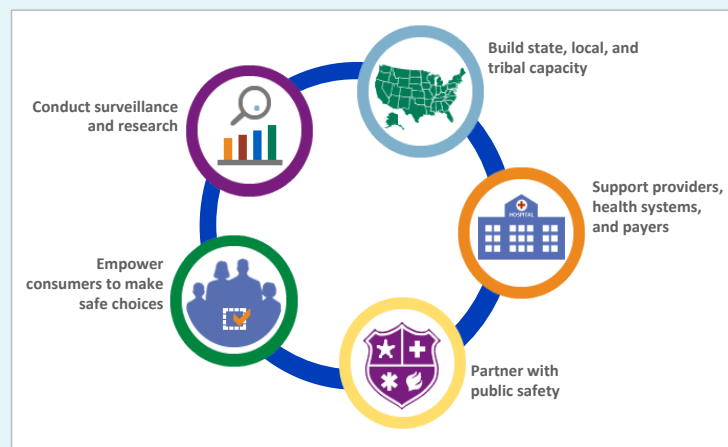 Build state, local, and
tribal capacity
Conduct surveillance
and research
Support providers,
health systems,
and payers
HOSPITAL
Empower
consumers to make
safe choices
Partner with
public safety